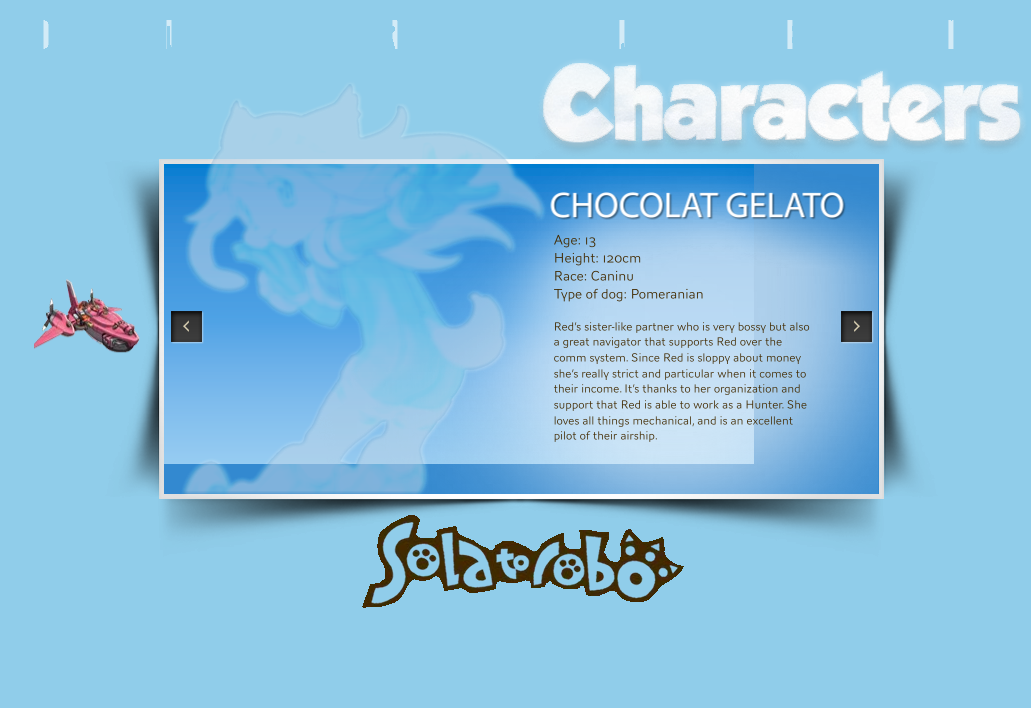 Characters
CHOCOLAT GELATO
Age: 13
Height: 120cm
Race: Caninu
Type of dog: Pomeranian
Red's sister-like partner who is very bossy but also
a great navigator that supports Red over the
comm system. Since Red is sloppy about money
she's really strict and particular when it comes to
their income. It's thanks to her organization and
support that Red is able to work as a Hunter. She
loves all things mechanical, and is an excellent
pilot of their airship.
Solatorobo